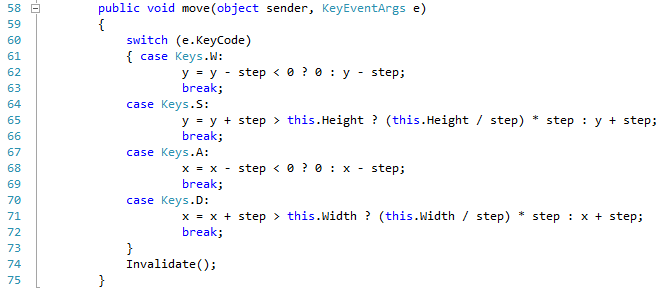 58 public void move(object sender, KeyEventArgs e)
59 {
60 switch (e.KeyCode)
61 { case Keys.W:
62 y = y - step < 0 ? 0 : y - step;
63 break;
64 case Keys.S:
65 y = y + step > this.Height ? (this.Height / step) * step : y + step;
66 break;
67 case Keys.A:
68 x = x - step < 0 ? 0 : x - step;
69 break;
70 case Keys.D:
71 x = x + step > this.Width ? (this.Width / step) * step : x + step;
72 break;
73 }
74 Invalidate();
75 }